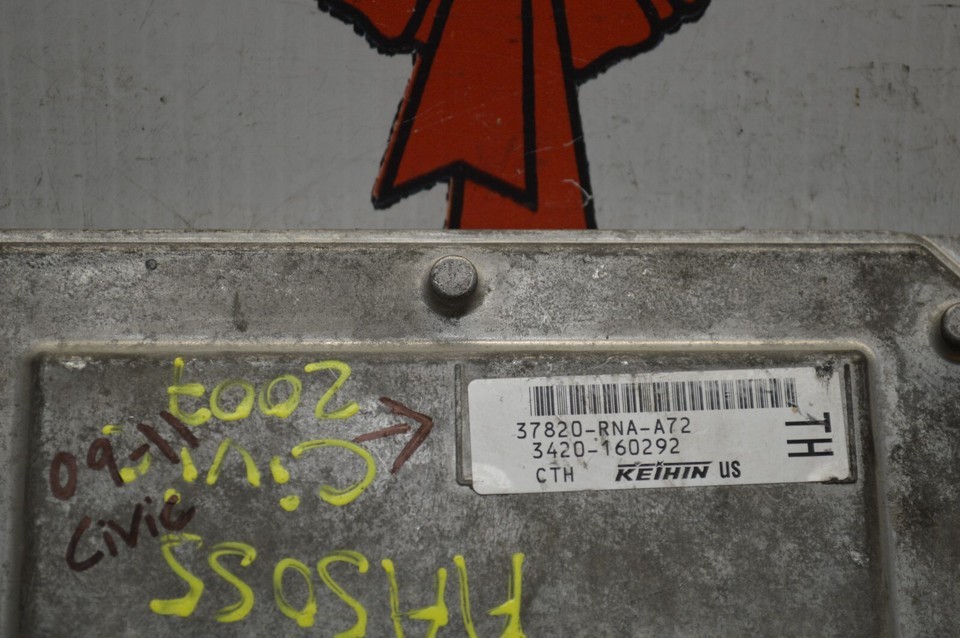 37820-RNA-A72
3420-160292
CTH KEIHIN US
TH
2007
Civic
09-11
Civic